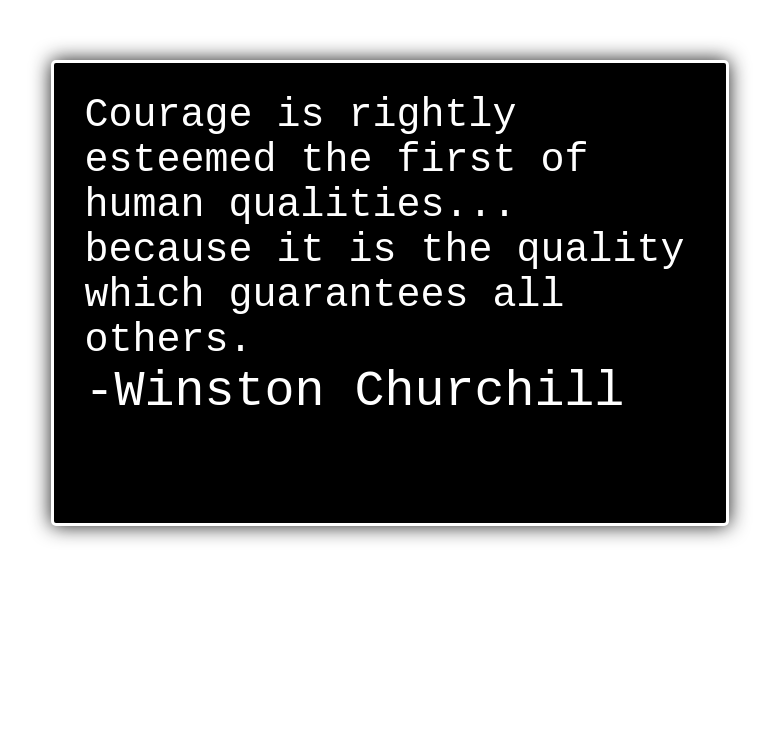 Courage is rightly
esteemed the first of
human qualities...
because it is the quality
which guarantees all
others.
-Winston Churchill